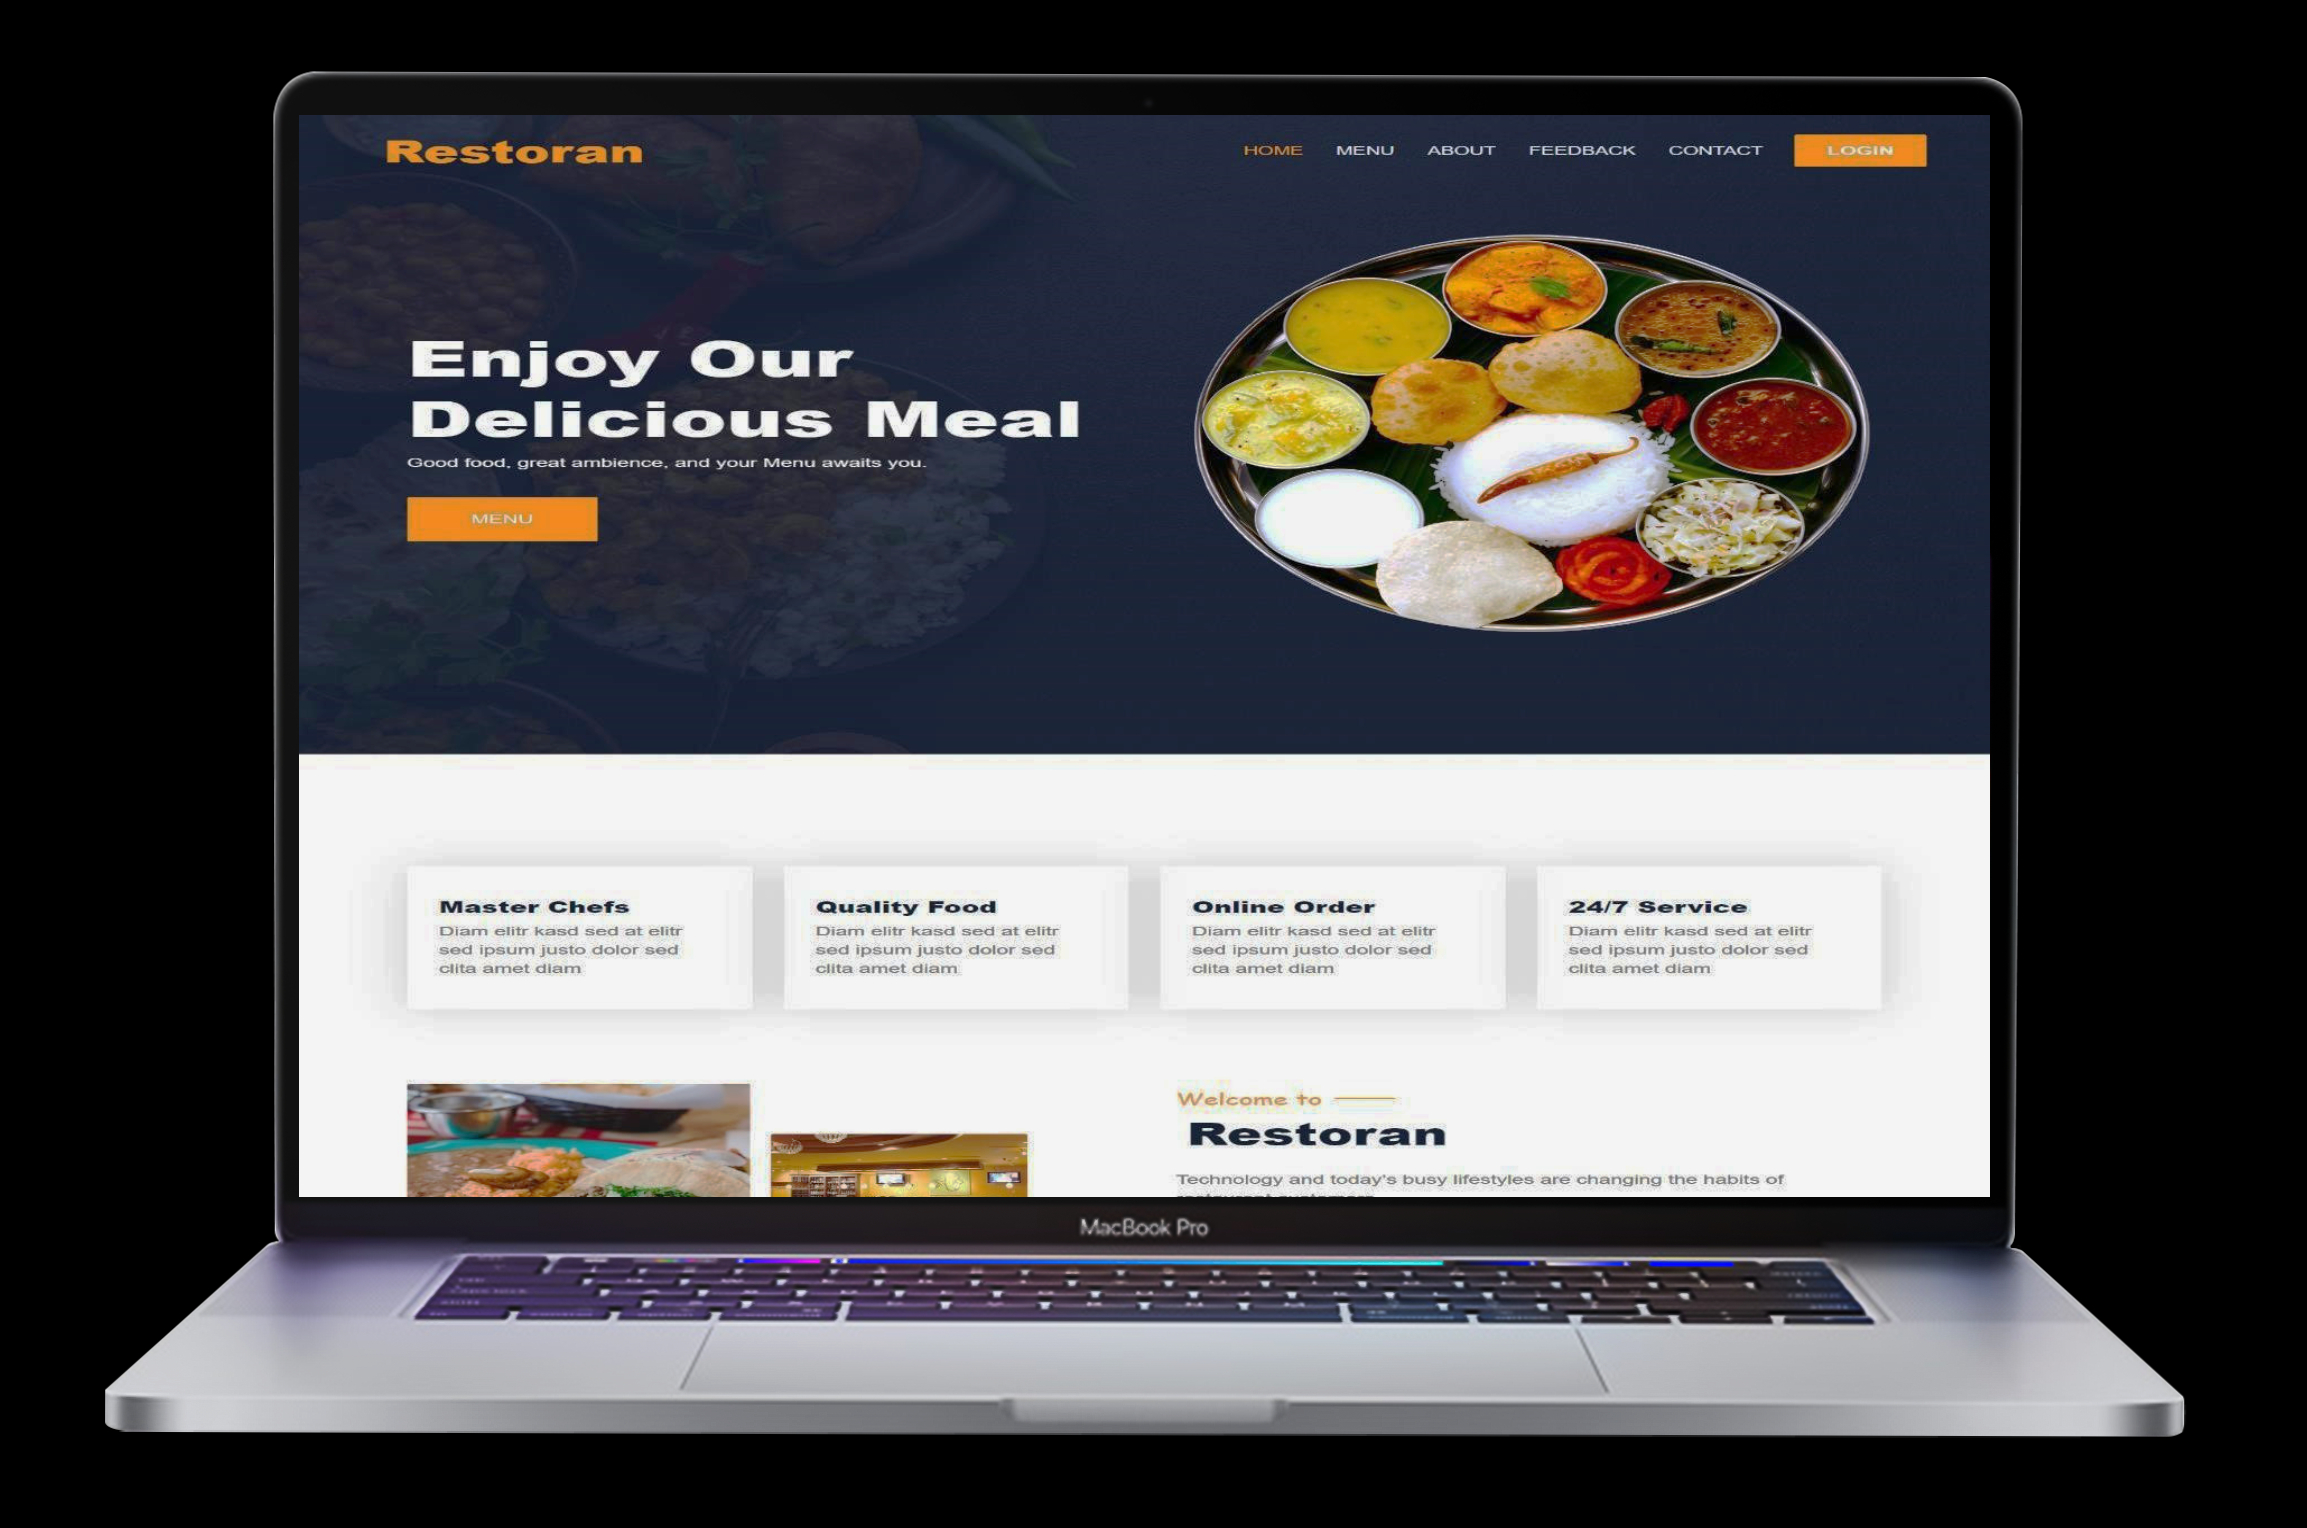 Restoran
HOME MENU ABOUT FEEDBACK CONTACT LOGIN
Enjoy Our
Delicious Meal
Good food, great ambience, and your Menu awaits you.
MENU
Master Chefs
Diam elitr kasd sed at elitr
sed ipsum justo dolor sed
clita amet diam
Quality Food
Diam elitr kasd sed at elitr
sed ipsum justo dolor sed
clita amet diam
Online Order
Diam elitr kasd sed at elitr
sed ipsum justo dolor sed
clita amet diam
24/7 Service
Diam elitr kasd sed at elitr
sed ipsum justo dolor sed
clita amet diam
Welcome to
Restoran
Technology and today's busy lifestyles are changing the habits of
MacBook Pro